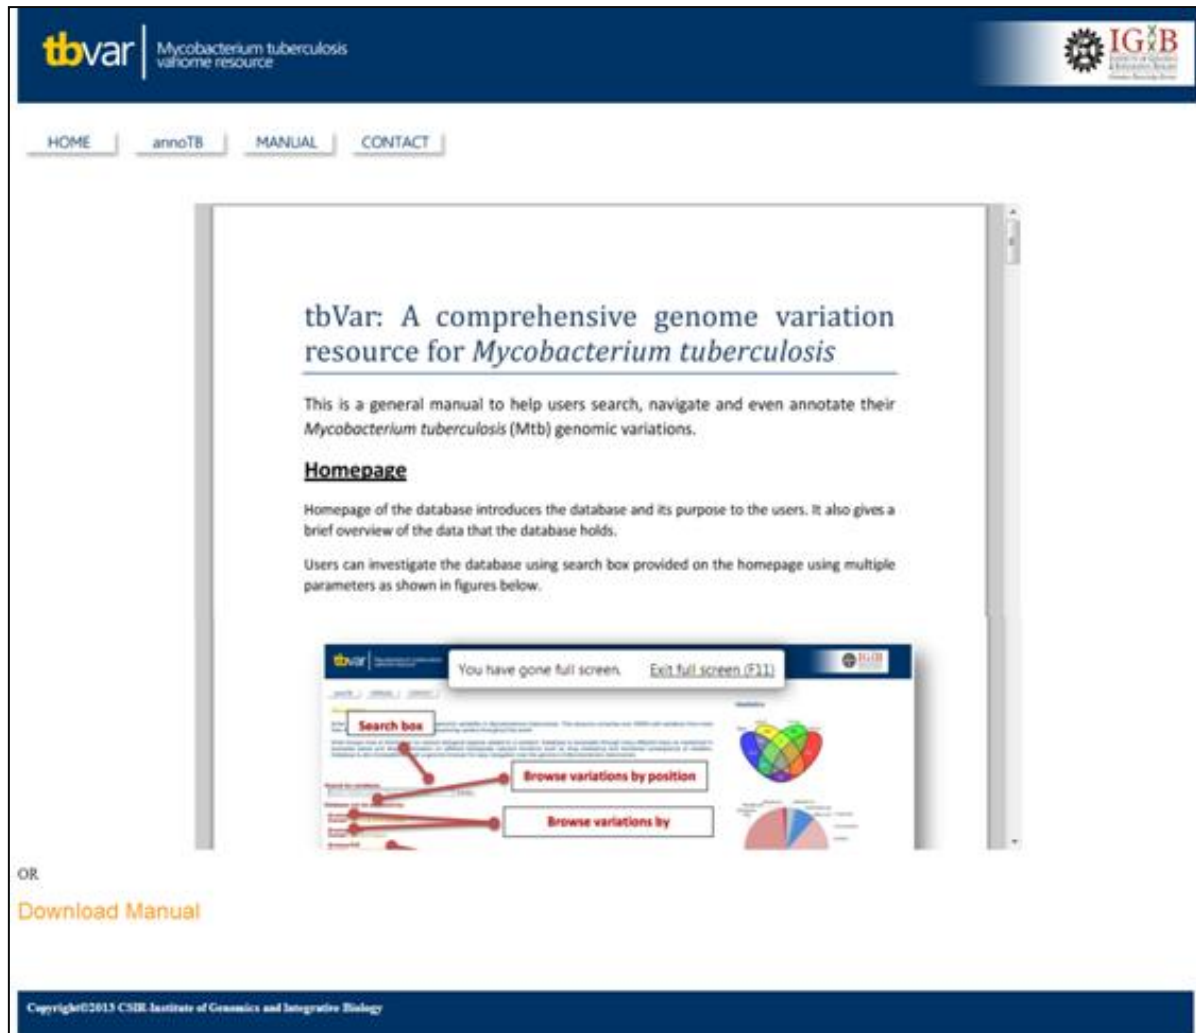 tbvar Mycobacterium tuberculosis
variome resource
IGIB
HOME annoTB MANUAL CONTACT
tbVar: A comprehensive genome variation
resource for Mycobacterium tuberculosis
This is a general manual to help users search, navigate and even annotate their
Mycobacterium tuberculosis (Mtb) genomic variations.
Homepage
Homepage of the database introduces the database and its purpose to the users. It also gives a
brief overview of the data that the database holds.
Users can investigate the database using search box provided on the homepage using multiple
parameters as shown in figures below.
tbvar
You have gone full screen. Exit full screen (F11)
IGIB
Search box
Browse variations by position
Browse variations by
OR
Download Manual
Copyright©2013 CSIR-Institute of Genomics and Integrative Biology